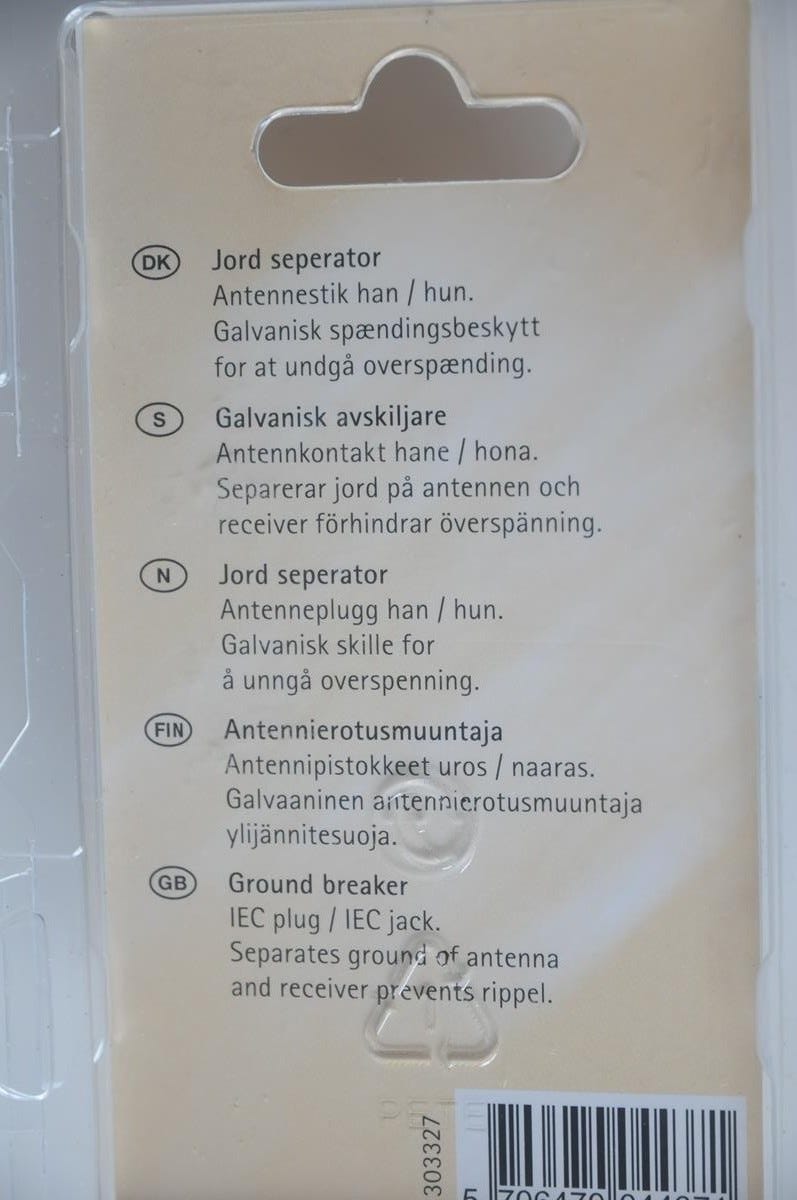 DK Jord seperator
Antennestik han / hun.
Galvanisk spændingsbeskytt
for at undgå overspænding.
S Galvanisk avskiljare
Antennkontakt hane / hona.
Separerar jord på antennen och
receiver förhindrar överspänning.
N Jord seperator
Antenneplugg han / hun.
Galvanisk skille for
å unngå overspenning.
FIN Antennierotusmuuntaja
Antennipistokkeet uros / naaras.
Galvaaninen antennierotusmuuntaja
ylijännitesuoja.
GB Ground breaker
IEC plug / IEC jack.
Separates ground of antenna
and receiver prevents rippel.
PETE
303327